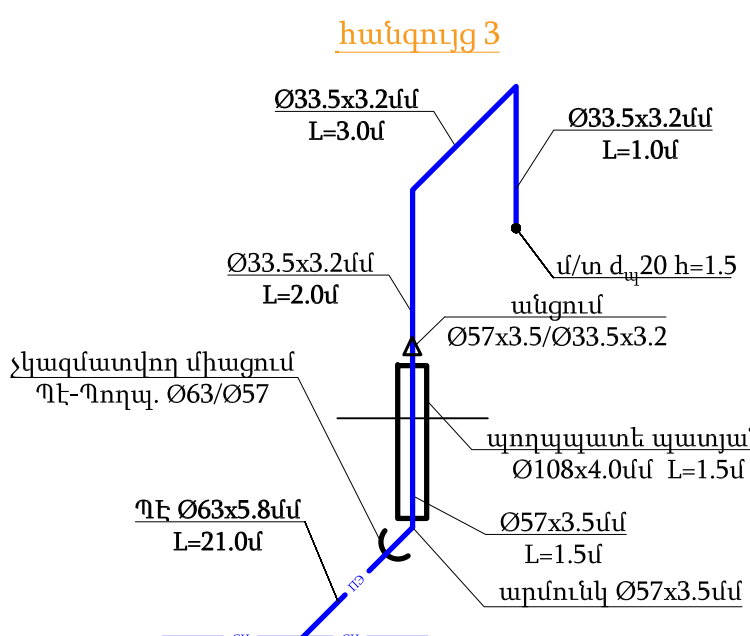 հանգույց 3
Ø33.5x3.2մմ
L=3.0մ
Ø33.5x3.2մմ
L=1.0մ
Ø33.5x3.2մմ
L=2.0մ
մ/տ dպ20 h=1.5
անցում
Ø57x3.5/Ø33.5x3.2
չկազմատվող միացում
ՊԷ-Պողպ. Ø63/Ø57
Ø108x4.0մմ L=1.5մ
պողպպատե
ՊԷ Ø63x5.8մմ
L=21.0մ
Ø57x3.5մմ
L=1.5մ
ПЭ
արմունկ Ø57x3.5մմ